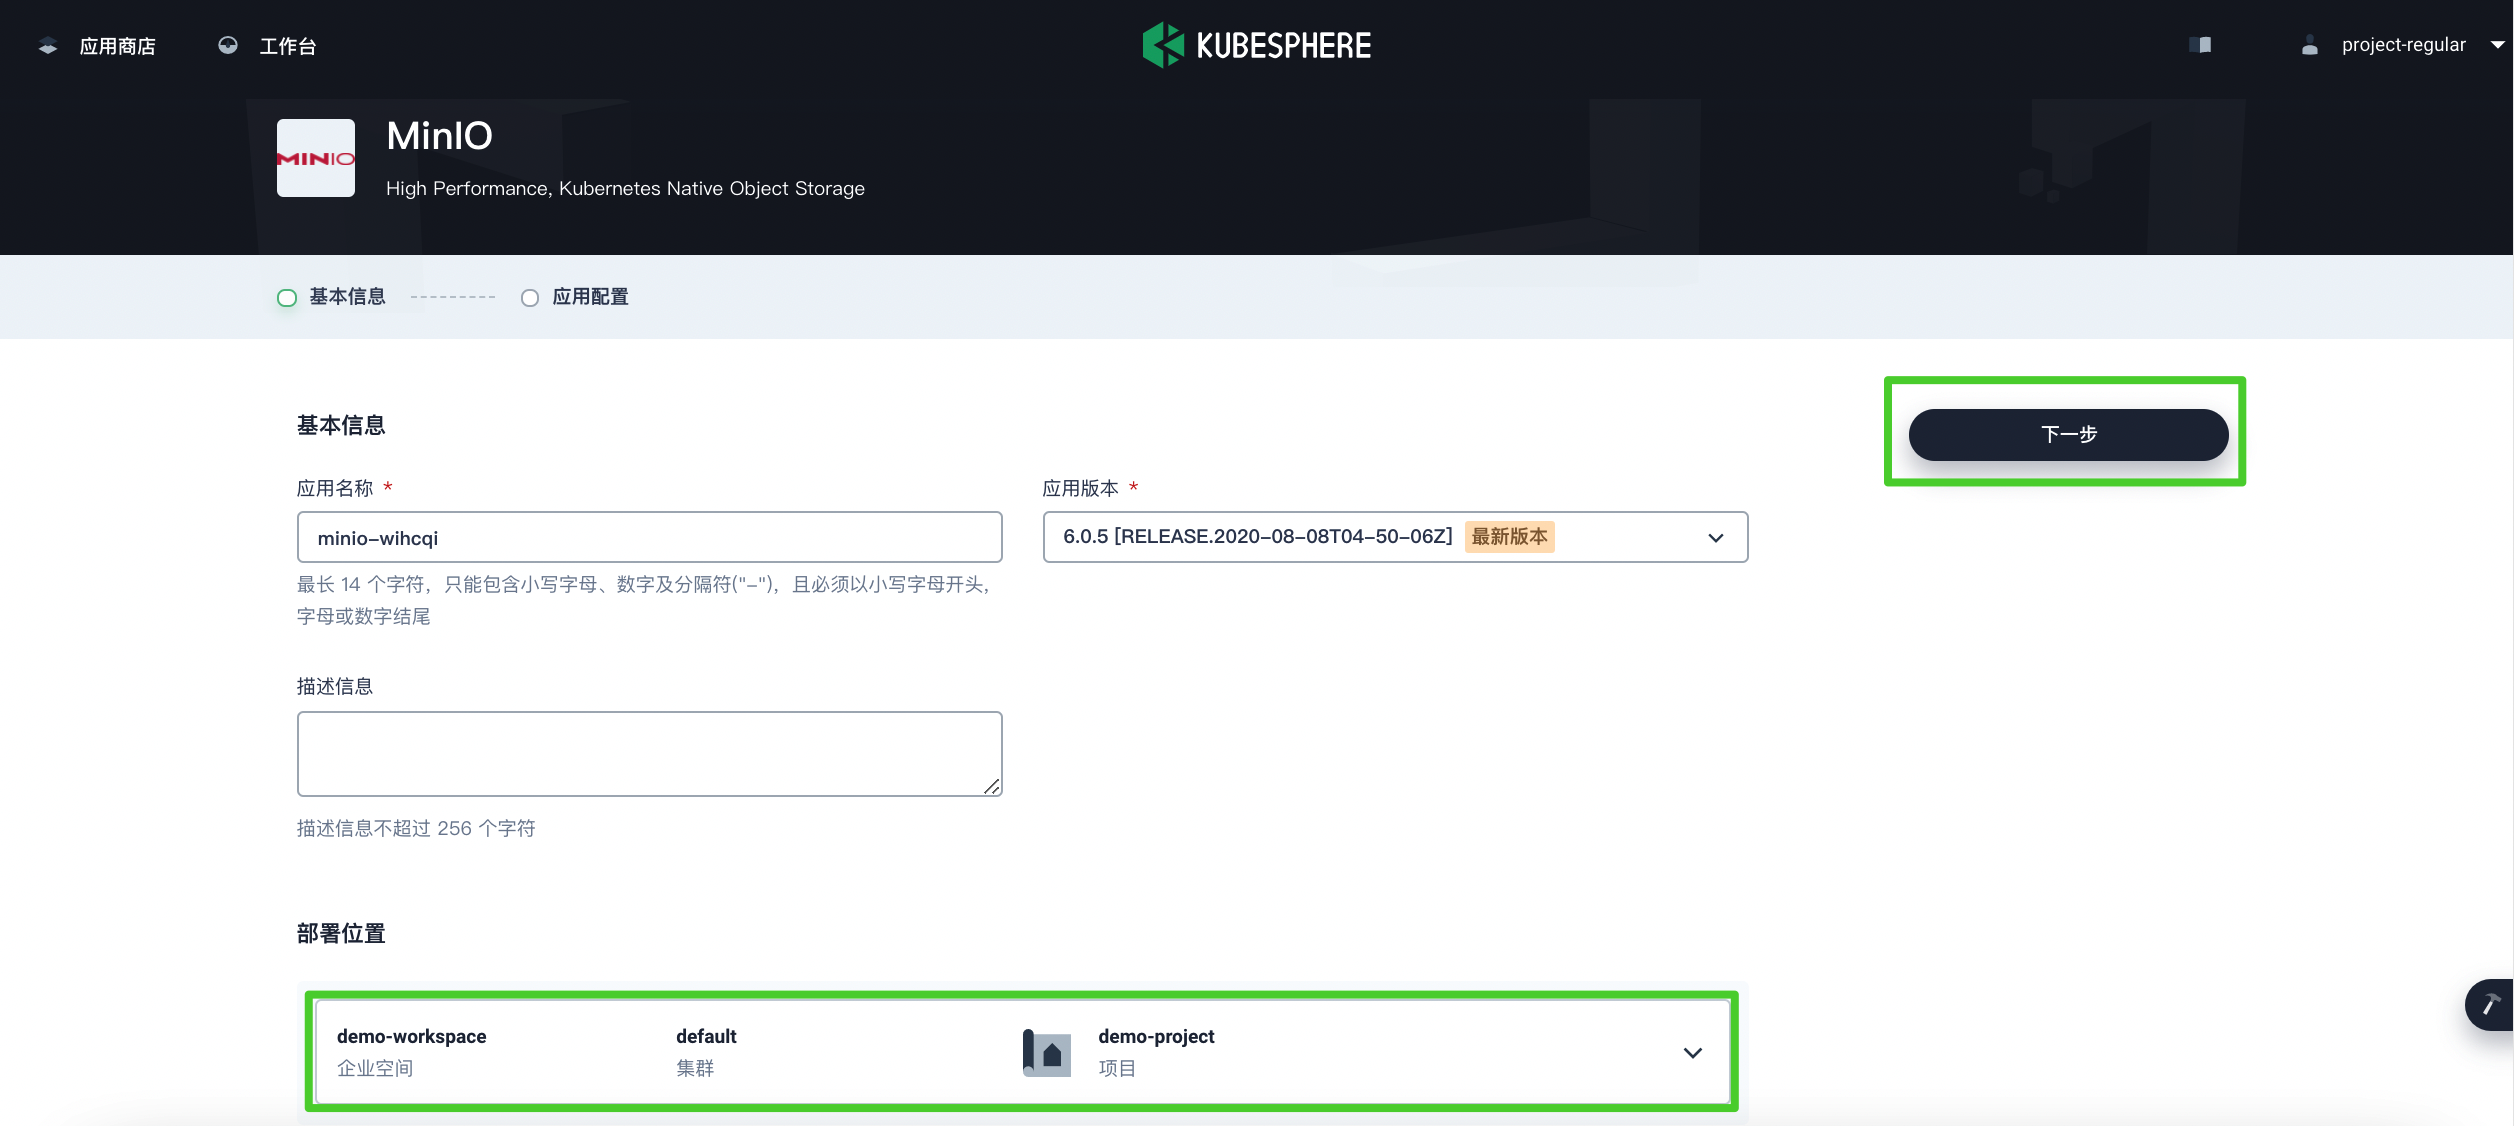 应用商店
工作台
KUBESPHERE
project-regular
MINIO
MinIO
High Performance, Kubernetes Native Object Storage
基本信息
应用配置
基本信息
下一步
应用名称 *
应用版本 *
minio-wihcqi
6.0.5 [RELEASE.2020-08-08T04-50-06Z] 最新版本
最长 14 个字符，只能包含小写字母、数字及分隔符("-")，且必须以小写字母开头，
字母或数字结尾
描述信息
描述信息不超过 256 个字符
部署位置
demo-workspace
default
demo-project
企业空间
集群
项目